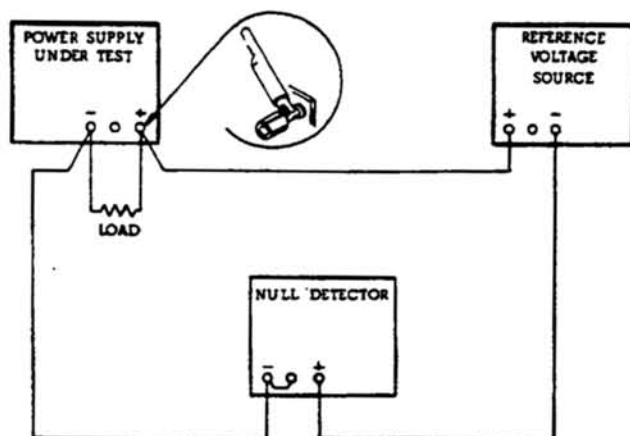 POWER SUPPLY
UNDER TEST
- +
LOAD
REFERENCE
VOLTAGE
SOURCE
+ -
NULL DETECTOR
- +